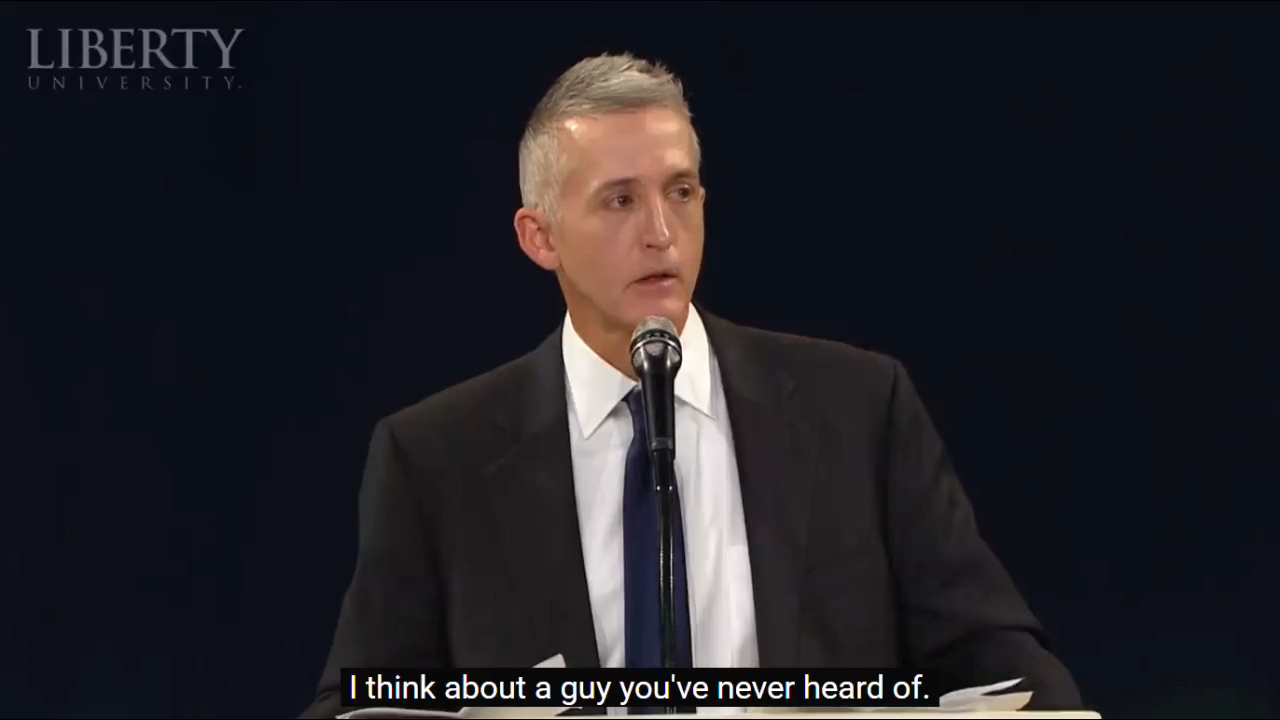 LIBERTY
UNIVERSITY.
I think about a guy you've never heard of.